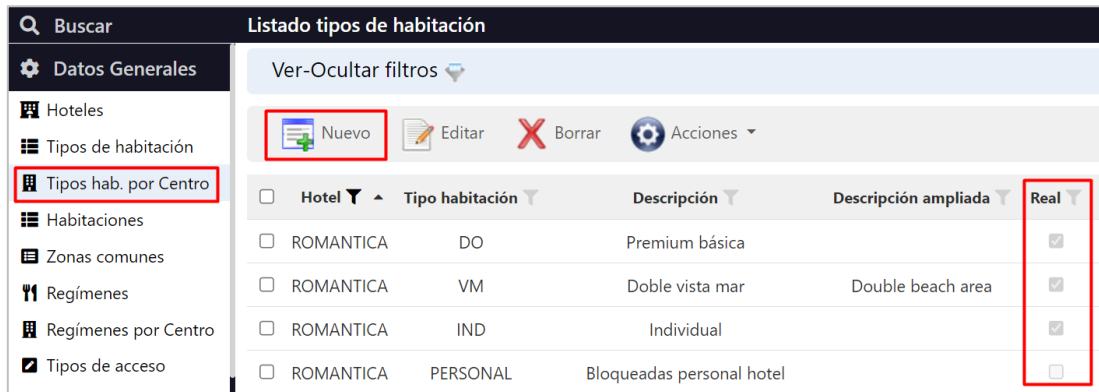 Buscar
Listado tipos de habitación
Datos Generales
Ver-Ocultar filtros
Hoteles
Tipos de habitación
Tipos hab. por Centro
Habitaciones
Zonas comunes
Regímenes
Regímenes por Centro
Tipos de acceso
Nuevo Editar Borrar Acciones
Hotel Tipo habitación Descripción Descripción ampliada Real
ROMANTICA DO Premium básica
ROMANTICA VM Doble vista mar Double beach area
ROMANTICA IND Individual
ROMANTICA PERSONAL Bloqueadas personal hotel